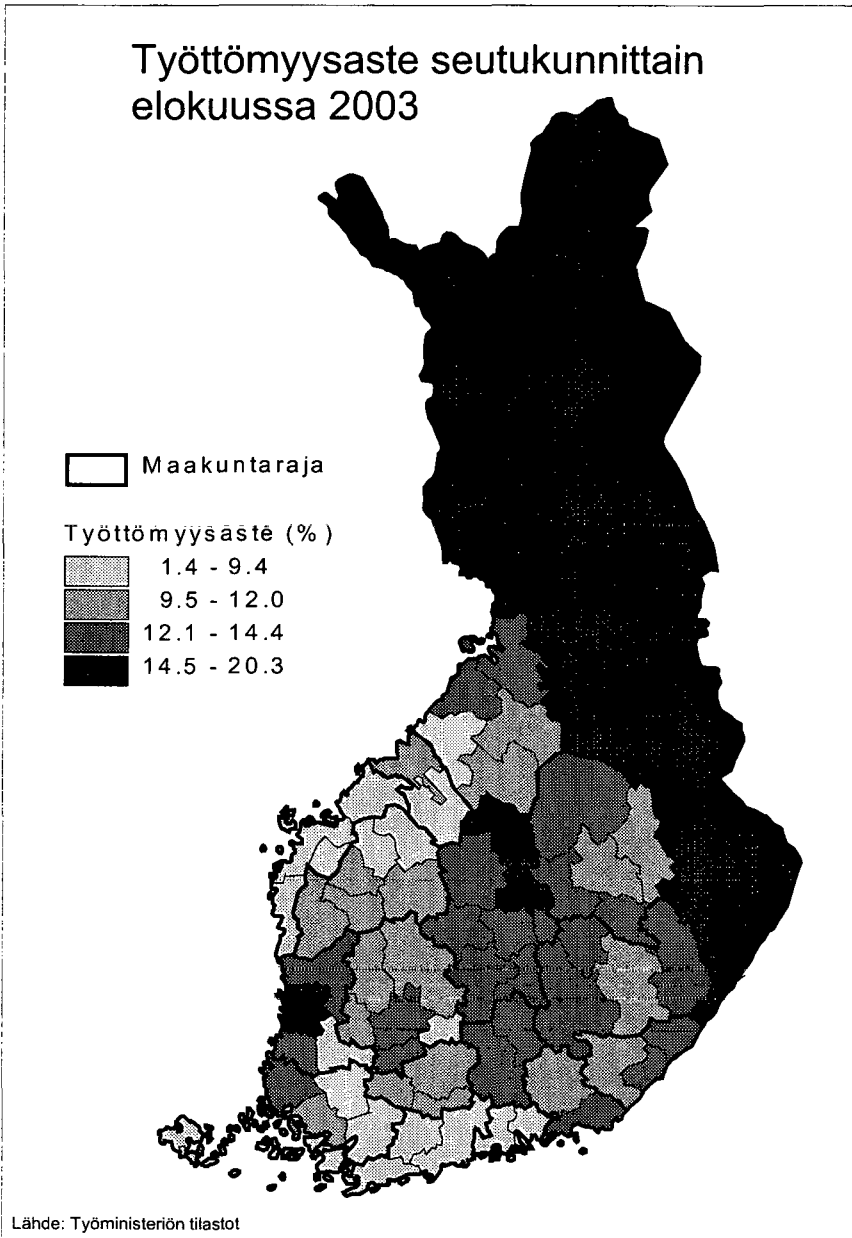 Työttömyysaste seutukunnittain
elokuussa 2003
Maakuntaraja
Työttömyysaste (%)
1.4 - 9.4
9.5 - 12.0
12.1 - 14.4
14.5 - 20.3
Lähde: Työministeriön tilastot